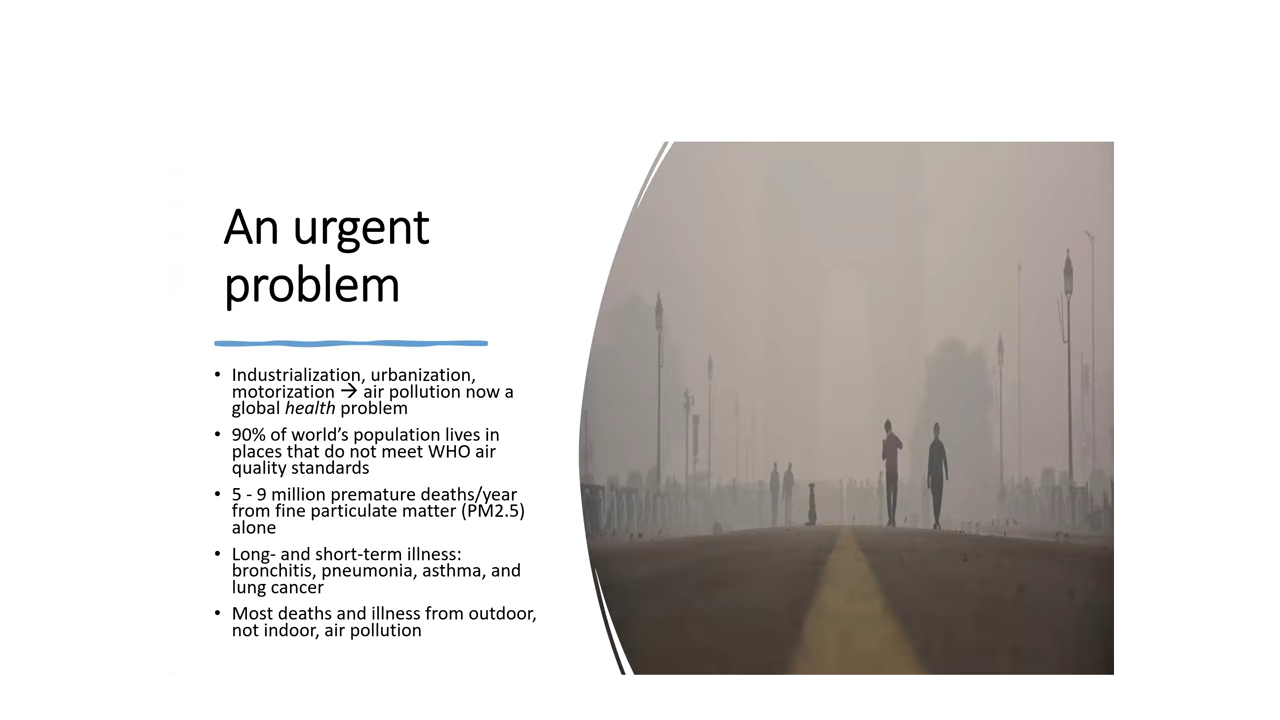 An urgent
problem
• Industrialization, urbanization,
motorization → air pollution now a
global health problem
• 90% of world’s population lives in
places that do not meet WHO air
quality standards
• 5 - 9 million premature deaths/year
from fine particulate matter (PM2.5)
alone
• Long- and short-term illness:
bronchitis, pneumonia, asthma, and
lung cancer
• Most deaths and illness from outdoor,
not indoor, air pollution